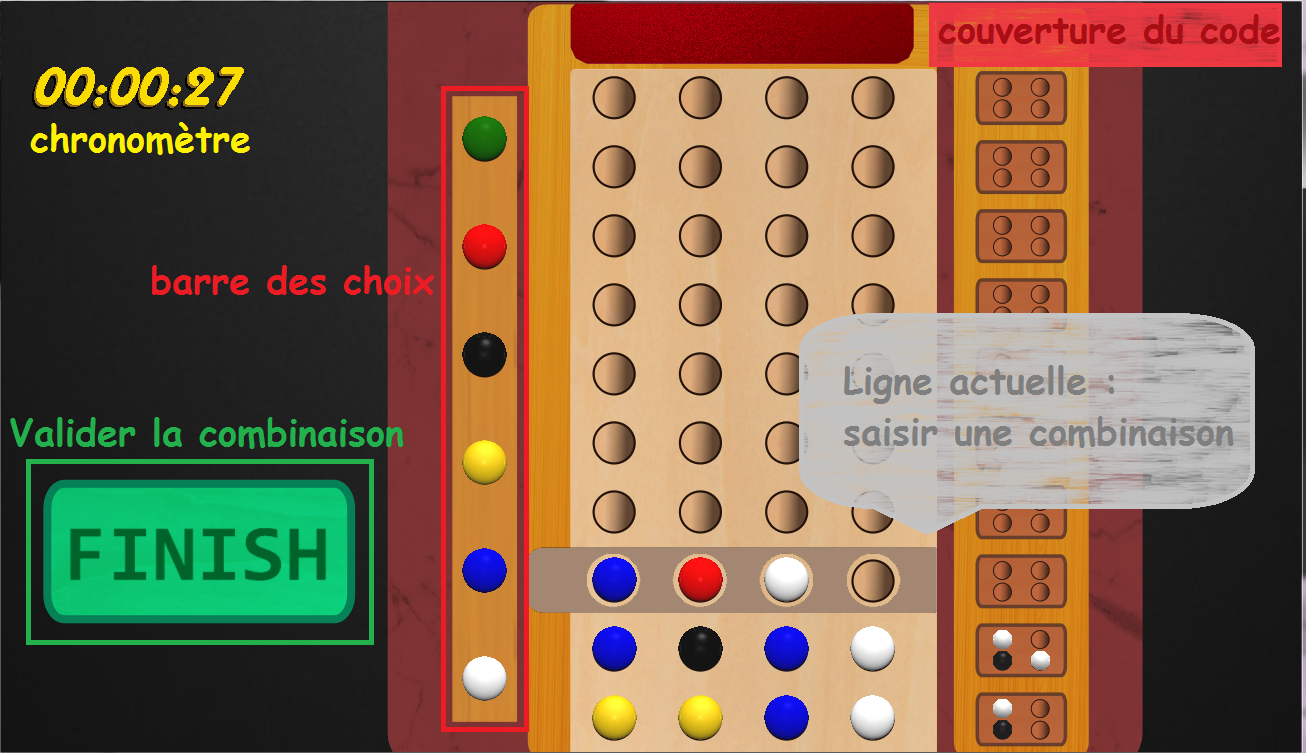 couverture du code
00:00:27
chronomètre
barre des choix
Ligne actuelle :
saisir une combinaison
Valider la combinaison
FINISH